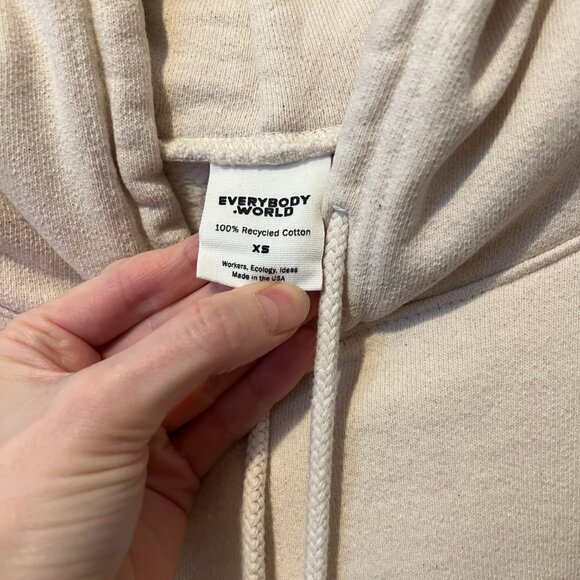 EVERYBODY
.WORLD
100% Recycled Cotton
XS
Workers, Ecology, Ideas
Made in the USA